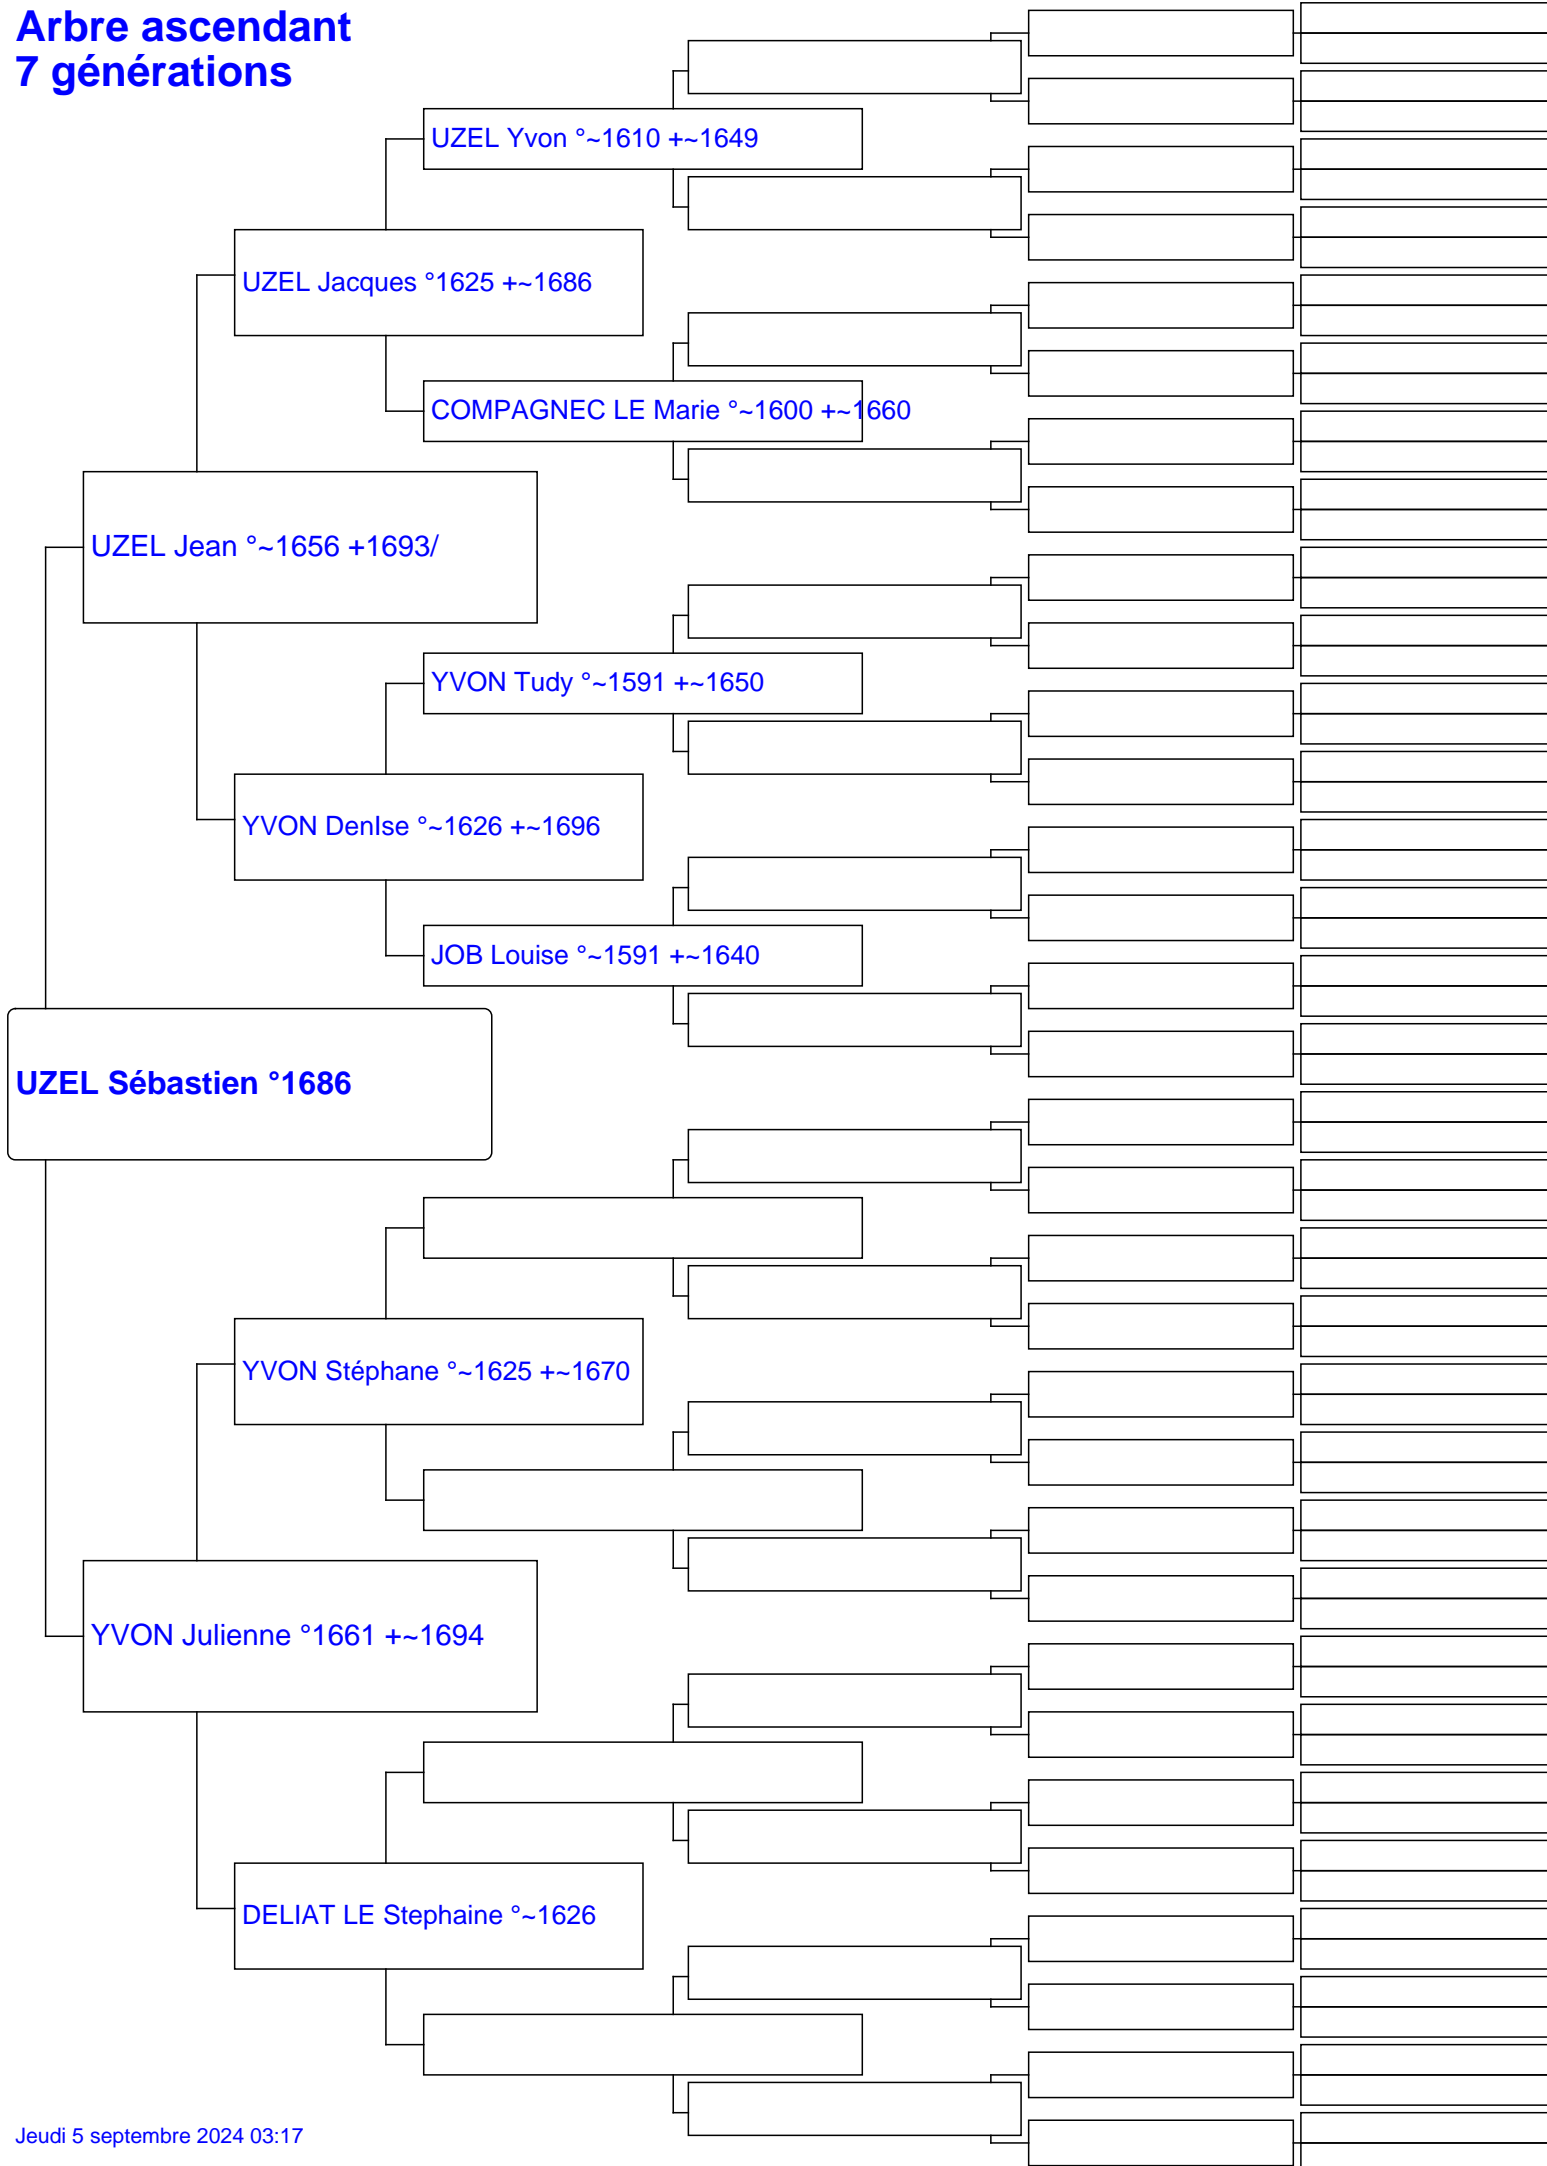 Arbre ascendant
7 générations
UZEL Yvon °~1610 +~1649
UZEL Jacques °1625 +~1686
COMPAGNEC LE Marie °~1600 +~1660
UZEL Jean °~1656 +1693/
YVON Tudy °~1591 +~1650
YVON DenIse °~1626 +~1696
JOB Louise °~1591 +~1640
UZEL Sébastien °1686
YVON Stéphane °~1625 +~1670
YVON Julienne °1661 +~1694
DELIAT LE Stephaine °~1626
Jeudi 5 septembre 2024 03:17